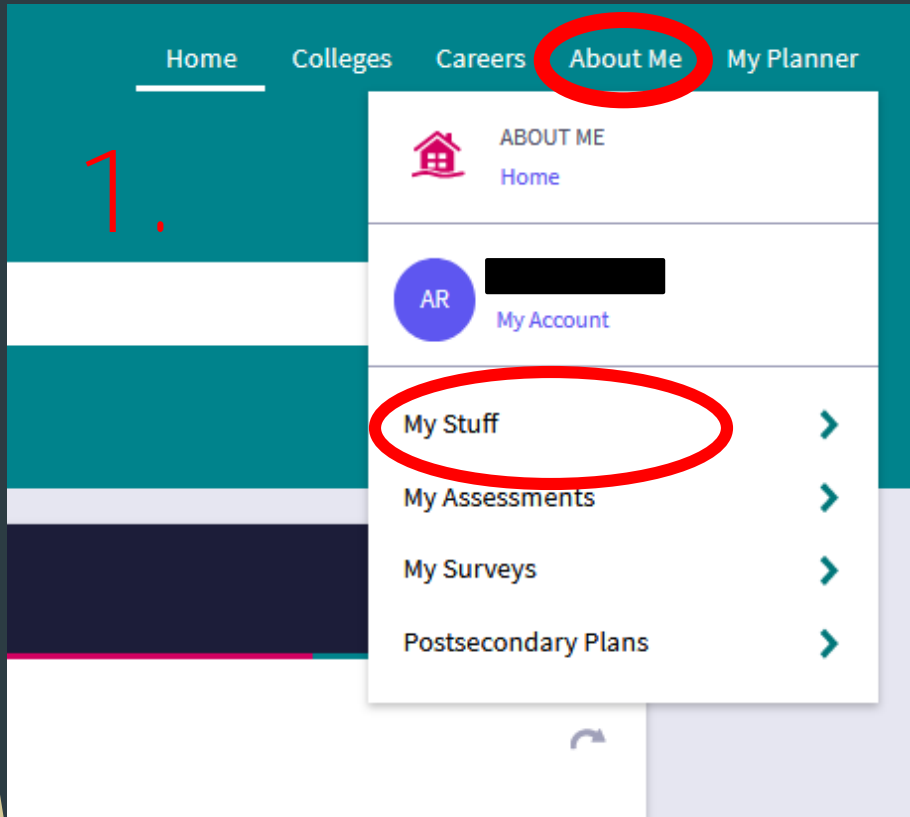 Home Colleges Careers About Me My Planner
1.
ABOUT ME
Home
AR
My Account
My Stuff
My Assessments
My Surveys
Postsecondary Plans